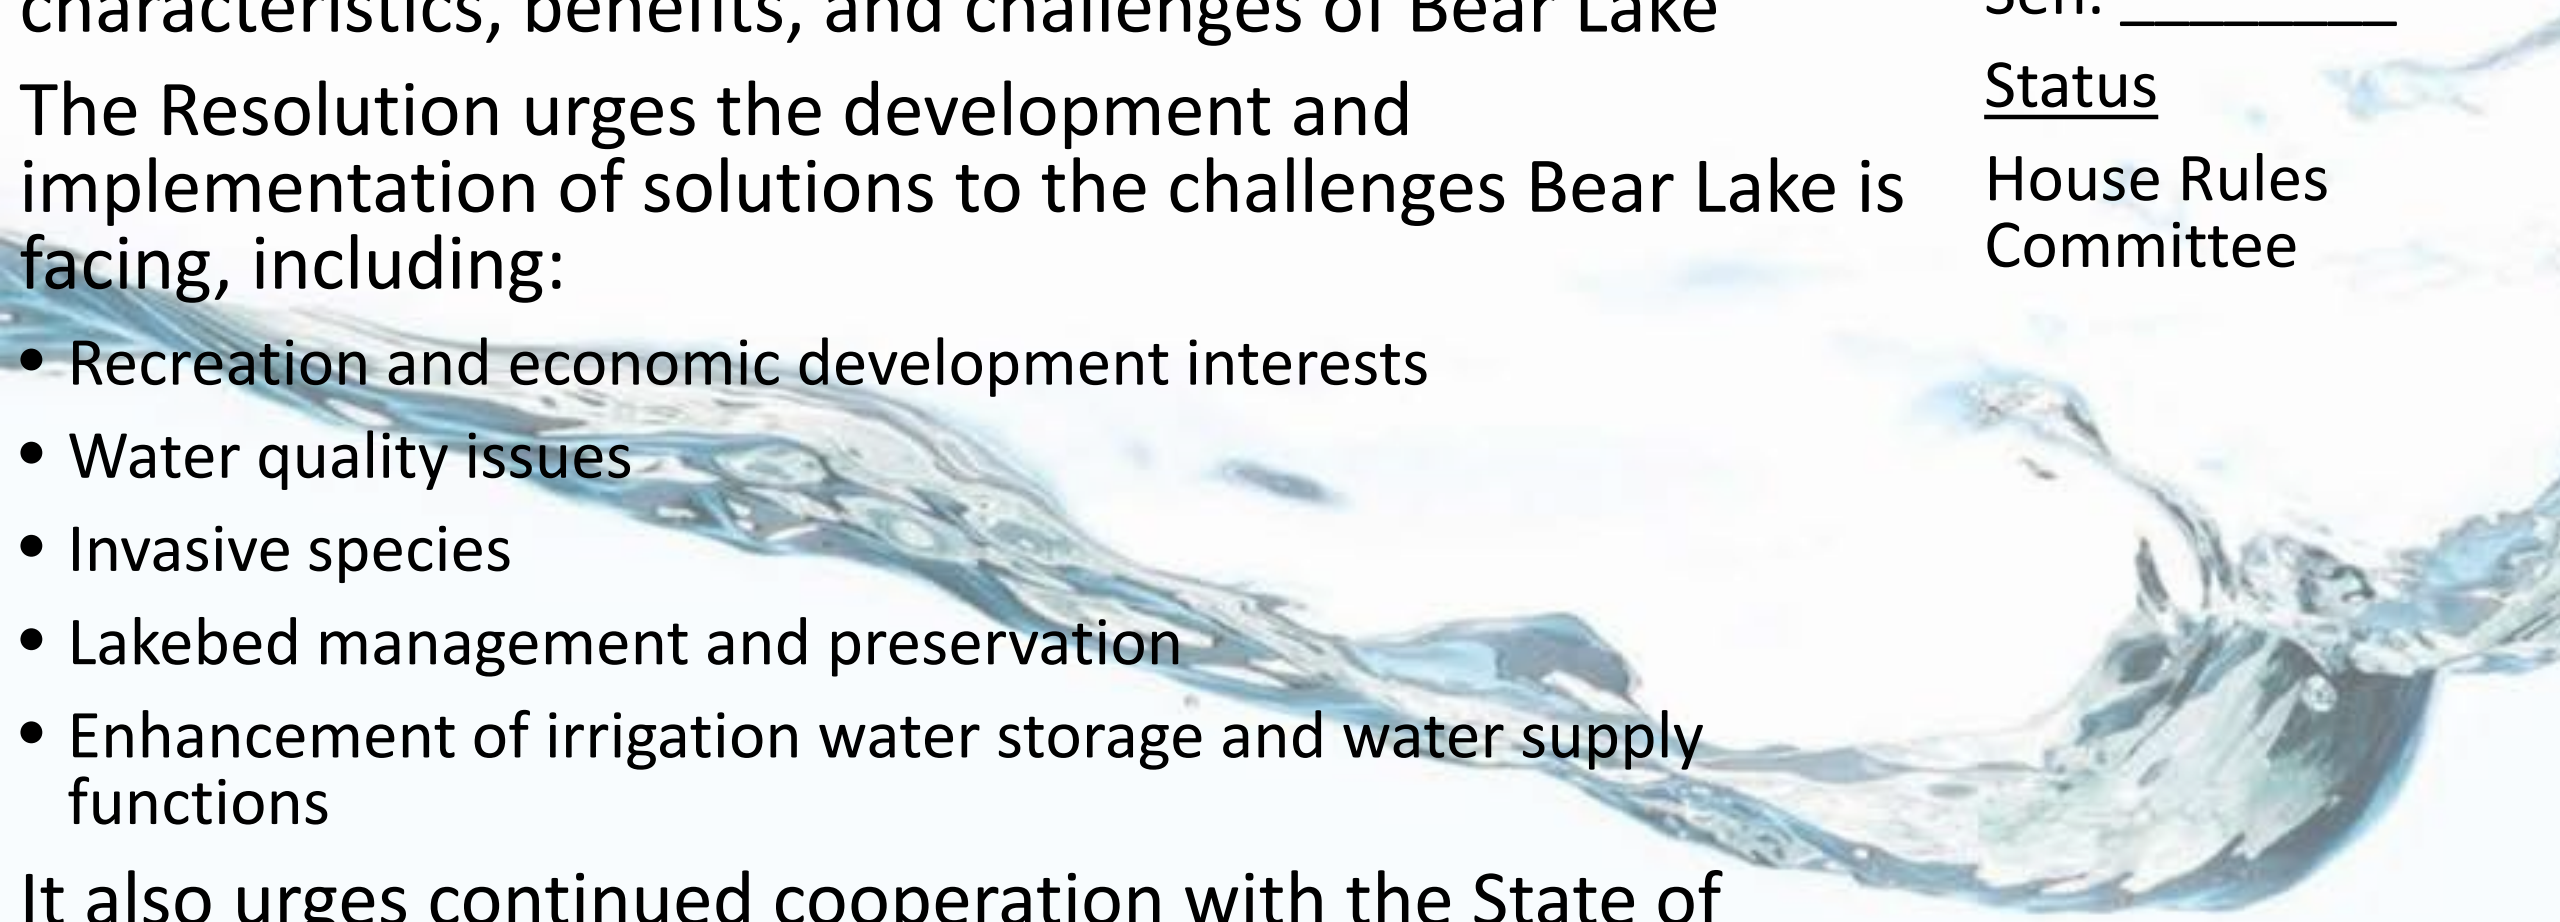 characteristics, benefits, and challenges of Bear Lake
The Resolution urges the development and
implementation of solutions to the challenges Bear Lake is
facing, including:
• Recreation and economic development interests
• Water quality issues
• Invasive species
• Lakebed management and preservation
• Enhancement of irrigation water storage and water supply
functions
It also urges continued cooperation with the State of
Sen. ________
Status
House Rules
Committee